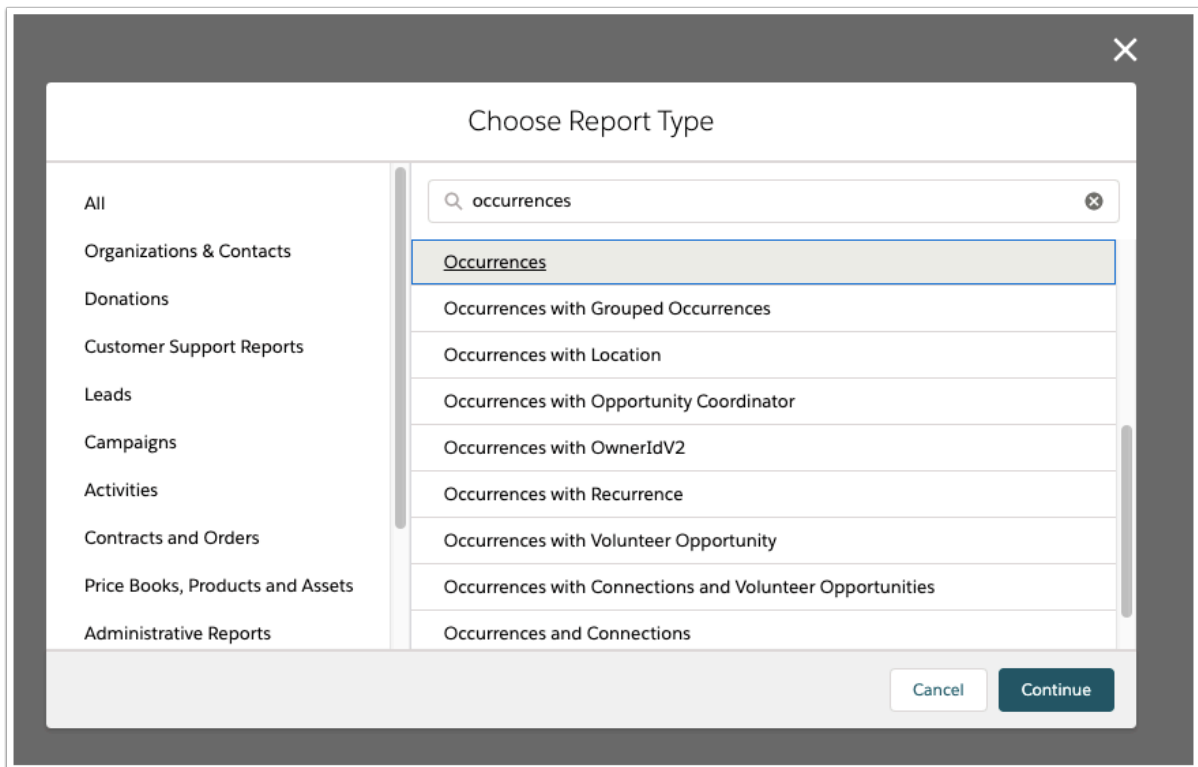 Choose Report Type
All
Organizations & Contacts
Donations
Customer Support Reports
Leads
Campaigns
Activities
Contracts and Orders
Price Books, Products and Assets
Administrative Reports
occurrences
Occurrences
Occurrences with Grouped Occurrences
Occurrences with Location
Occurrences with Opportunity Coordinator
Occurrences with OwnerIdV2
Occurrences with Recurrence
Occurrences with Volunteer Opportunity
Occurrences with Connections and Volunteer Opportunities
Occurrences and Connections
Cancel
Continue